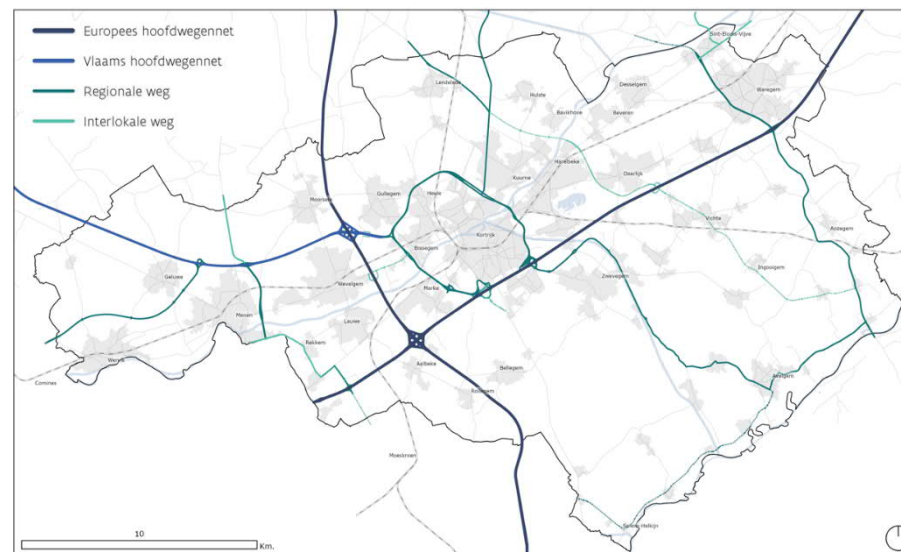 Europees hoofdwegennet
Vlaams hoofdwegennet
Regionale weg
Interlokale weg
Sint-Eloois-Vijve
Lendelede
Hulste
Desselgem
Waregem
Bavikhove
Beveren
Harelbeke
Kuurne
Deerlijk
Gullegem
Heule
Moorsele
Vichte
Kortrijk
Anzegem
Bissegem
Geluwe
Zwevegem
Ingooigem
Wevelgem
Marke
Menen
Lauwe
Rekkem
Wervik
Aalbeke
Bellegem
Avelgem
Comines
Rollegem
Moeskroen
Spiere-Helkijn
10
Km.